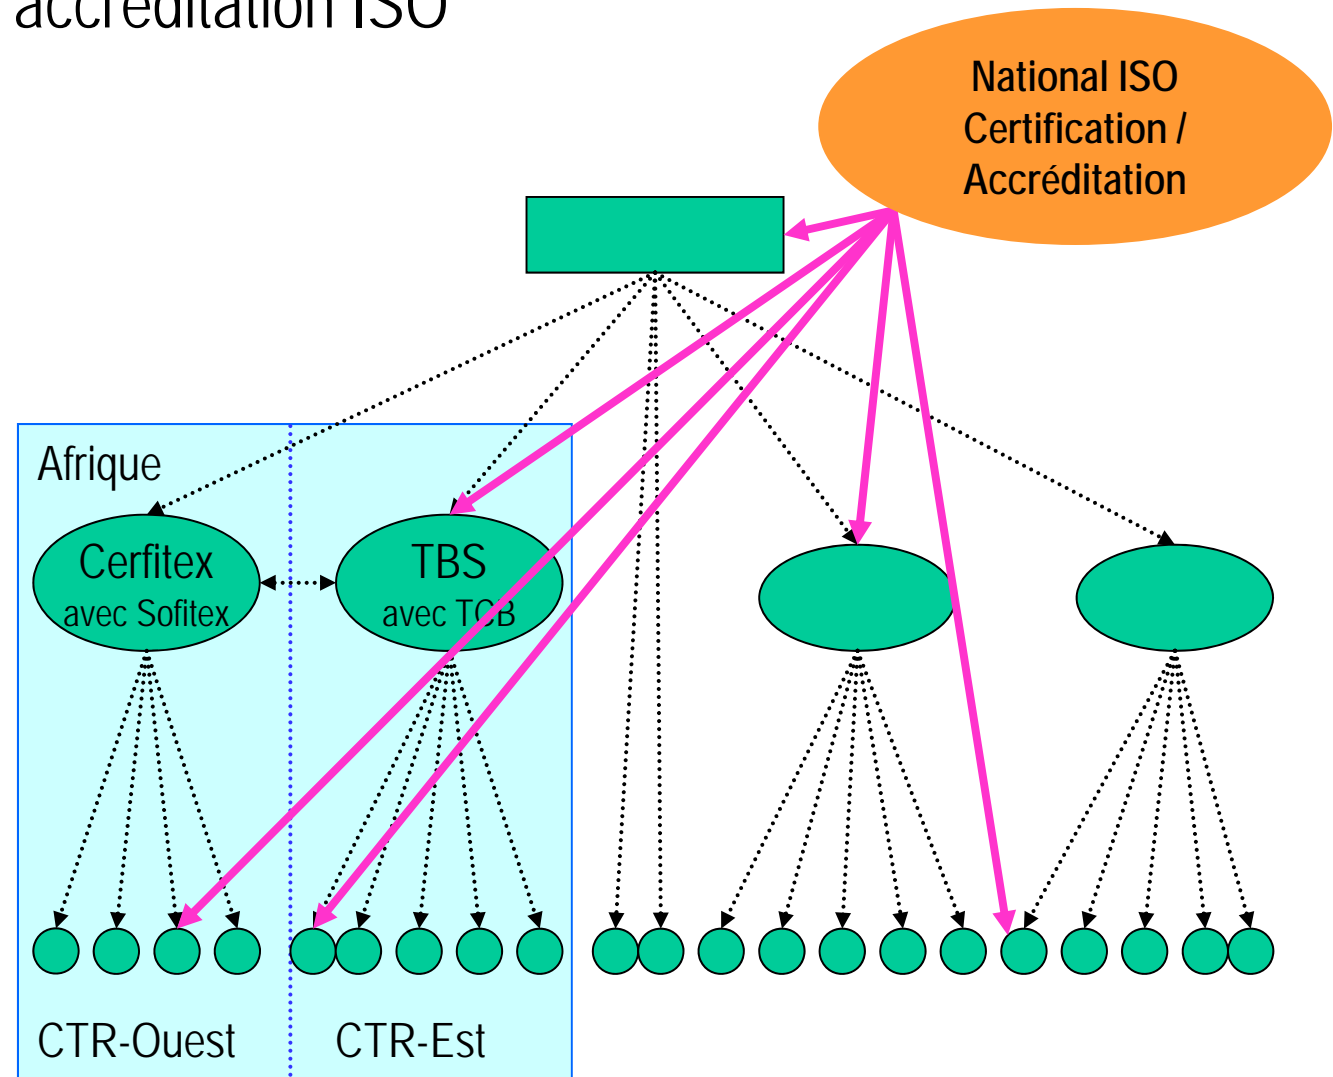 accréditation ISO
National ISO
Certification /
Accréditation
Afrique
Cerfitex
avec Sofitex
TBS
avec TCB
CTR-Ouest
CTR-Est